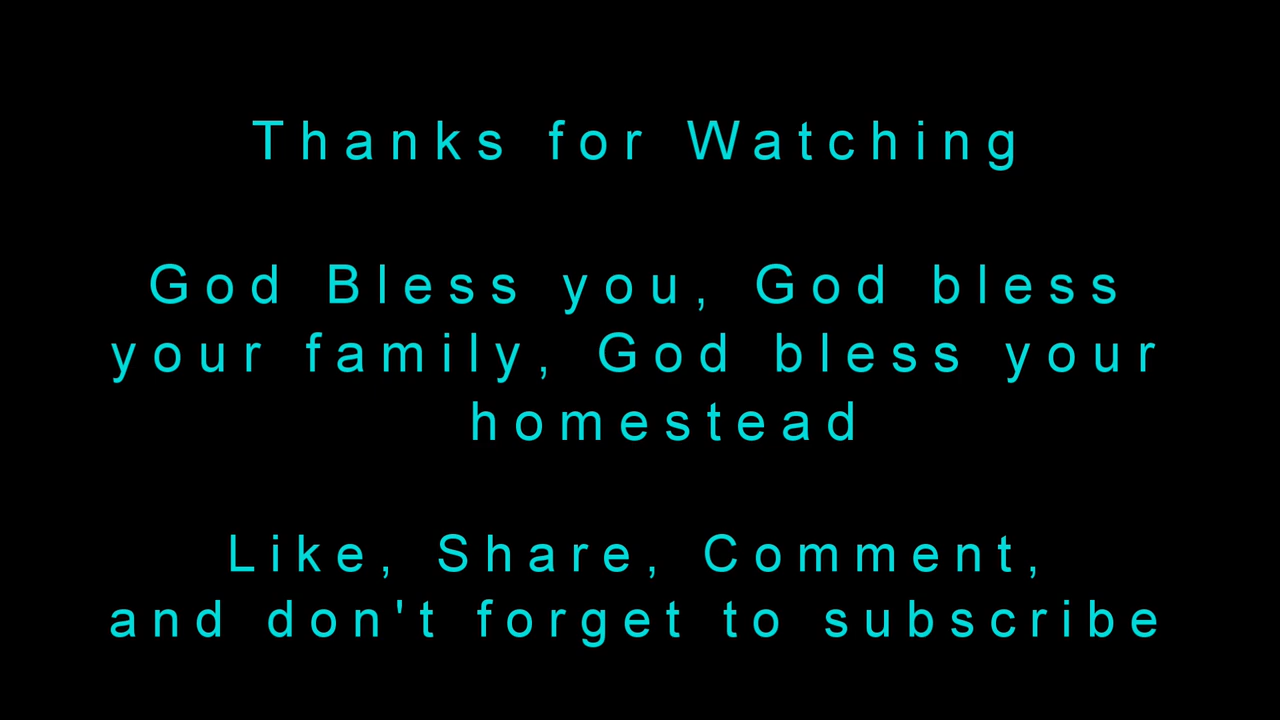 Thanks for Watching
God Bless you, God bless
your family, God bless your
homestead
Like, Share, Comment,
and don't forget to subscribe